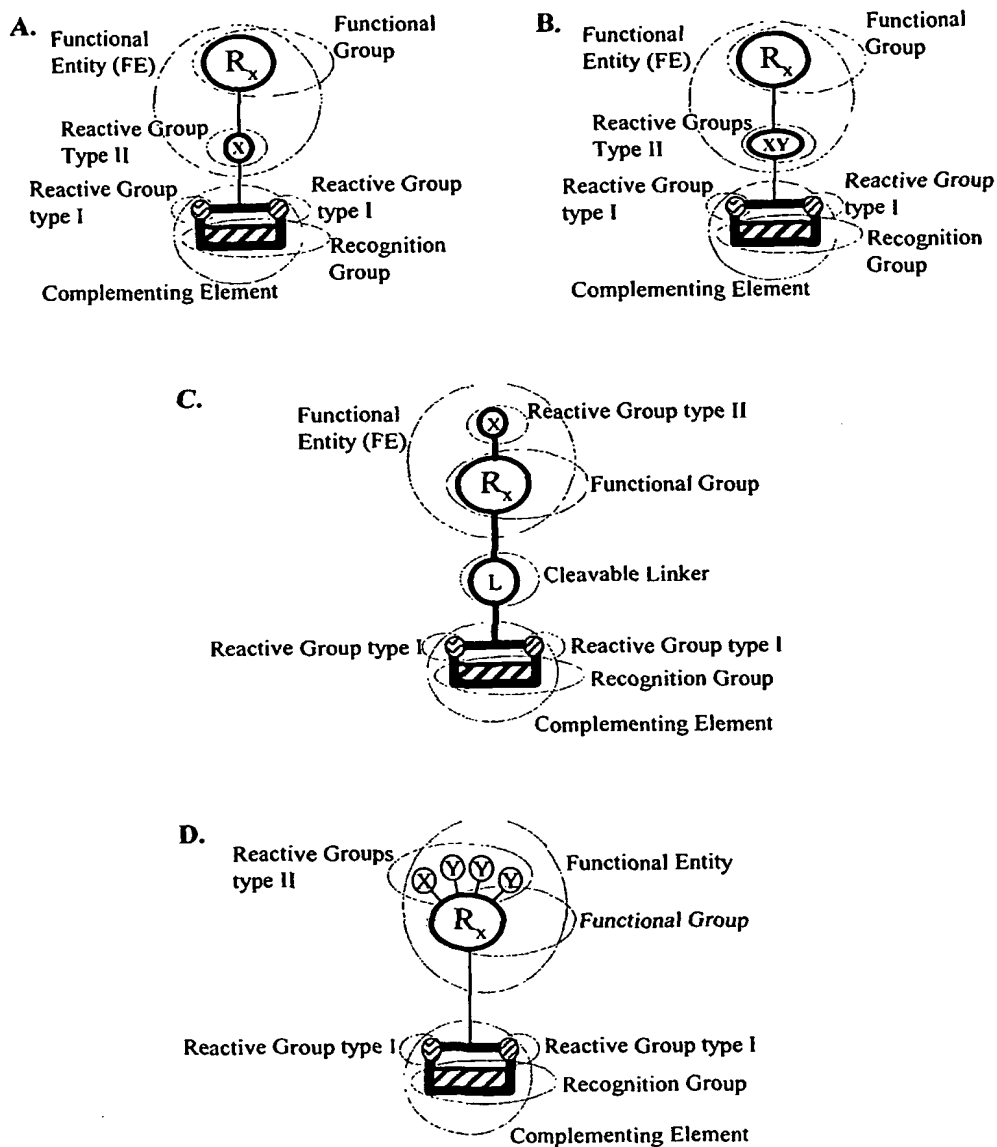 A.
Functional
Entity (FE)
Functional
Group
Rx
Reactive Group
Type II
X
Reactive Group
type I
Reactive Group
type I
Recognition
Group
Complementing Element
B.
Functional
Entity (FE)
Functional
Group
Rx
Reactive Groups
Type II
XY
Reactive Group
type I
Reactive Group
type I
Recognition
Group
Complementing Element
C.
Functional
Entity (FE)
X
Reactive Group type II
Rx
Functional Group
L
Cleavable Linker
Reactive Group type I
Reactive Group type I
Recognition Group
Complementing Element
D.
Reactive Groups
type II
X Y Y Y
Functional Entity
Rx
Functional Group
Reactive Group type I
Reactive Group type I
Recognition Group
Complementing Element